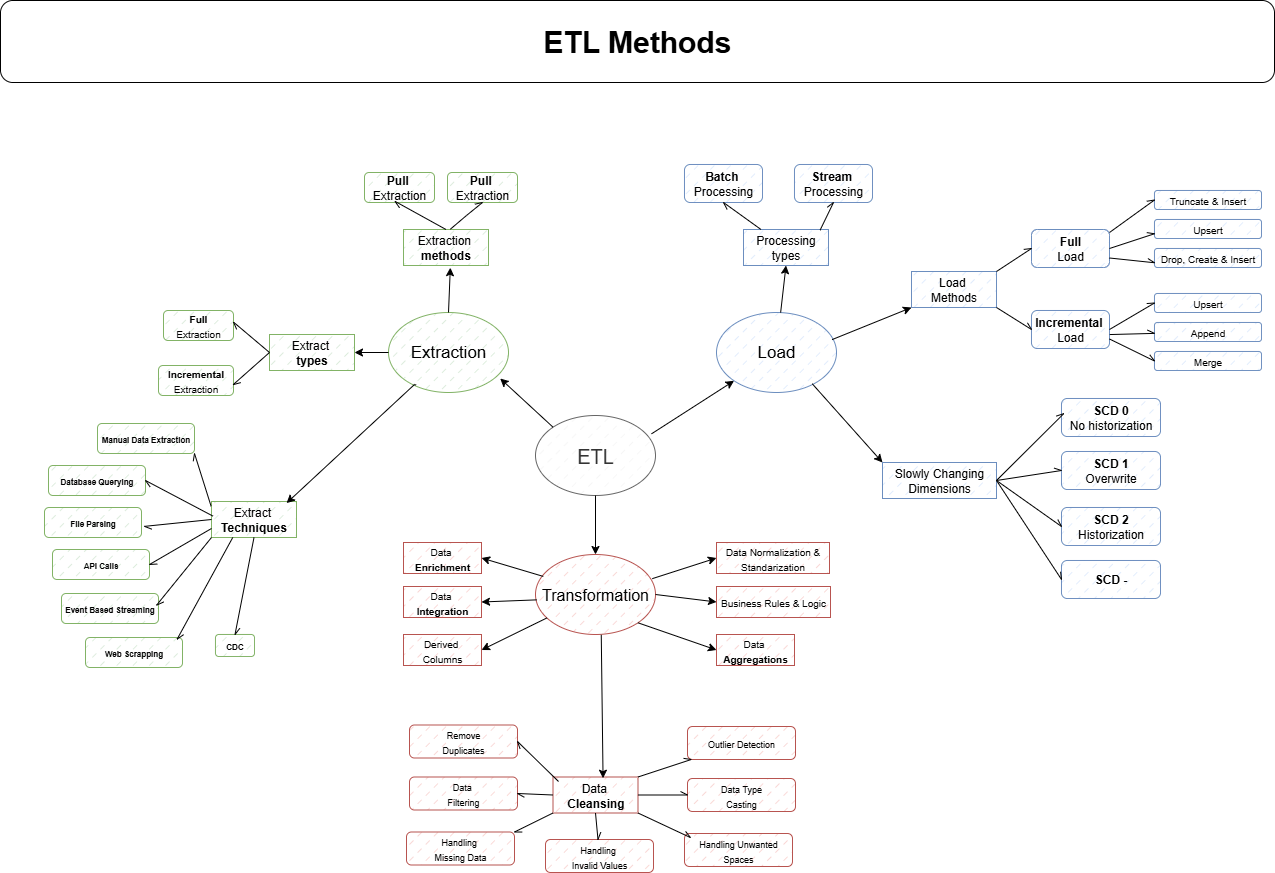 ETL Methods
Pull
Extraction
Pull
Extraction
Extraction
methods
Full
Extraction
Incremental
Extraction
Extract
types
Extraction
Manual Data Extraction
Database Querying
File Parsing
API Calls
Event Based Streaming
Web Scrapping
CDC
Extract
Techniques
Batch
Processing
Stream
Processing
Processing
types
Load
Load
Methods
Full
Load
Truncate & Insert
Upsert
Drop, Create & Insert
Incremental
Load
Upsert
Append
Merge
Slowly Changing
Dimensions
SCD 0
No historization
SCD 1
Overwrite
SCD 2
Historization
SCD -
ETL
Transformation
Data
Enrichment
Data
Integration
Derived
Columns
Data Normalization &
Standarization
Business Rules & Logic
Data
Aggregations
Data
Cleansing
Remove
Duplicates
Data
Filtering
Handling
Missing Data
Handling
Invalid Values
Outlier Detection
Data Type
Casting
Handling Unwanted
Spaces